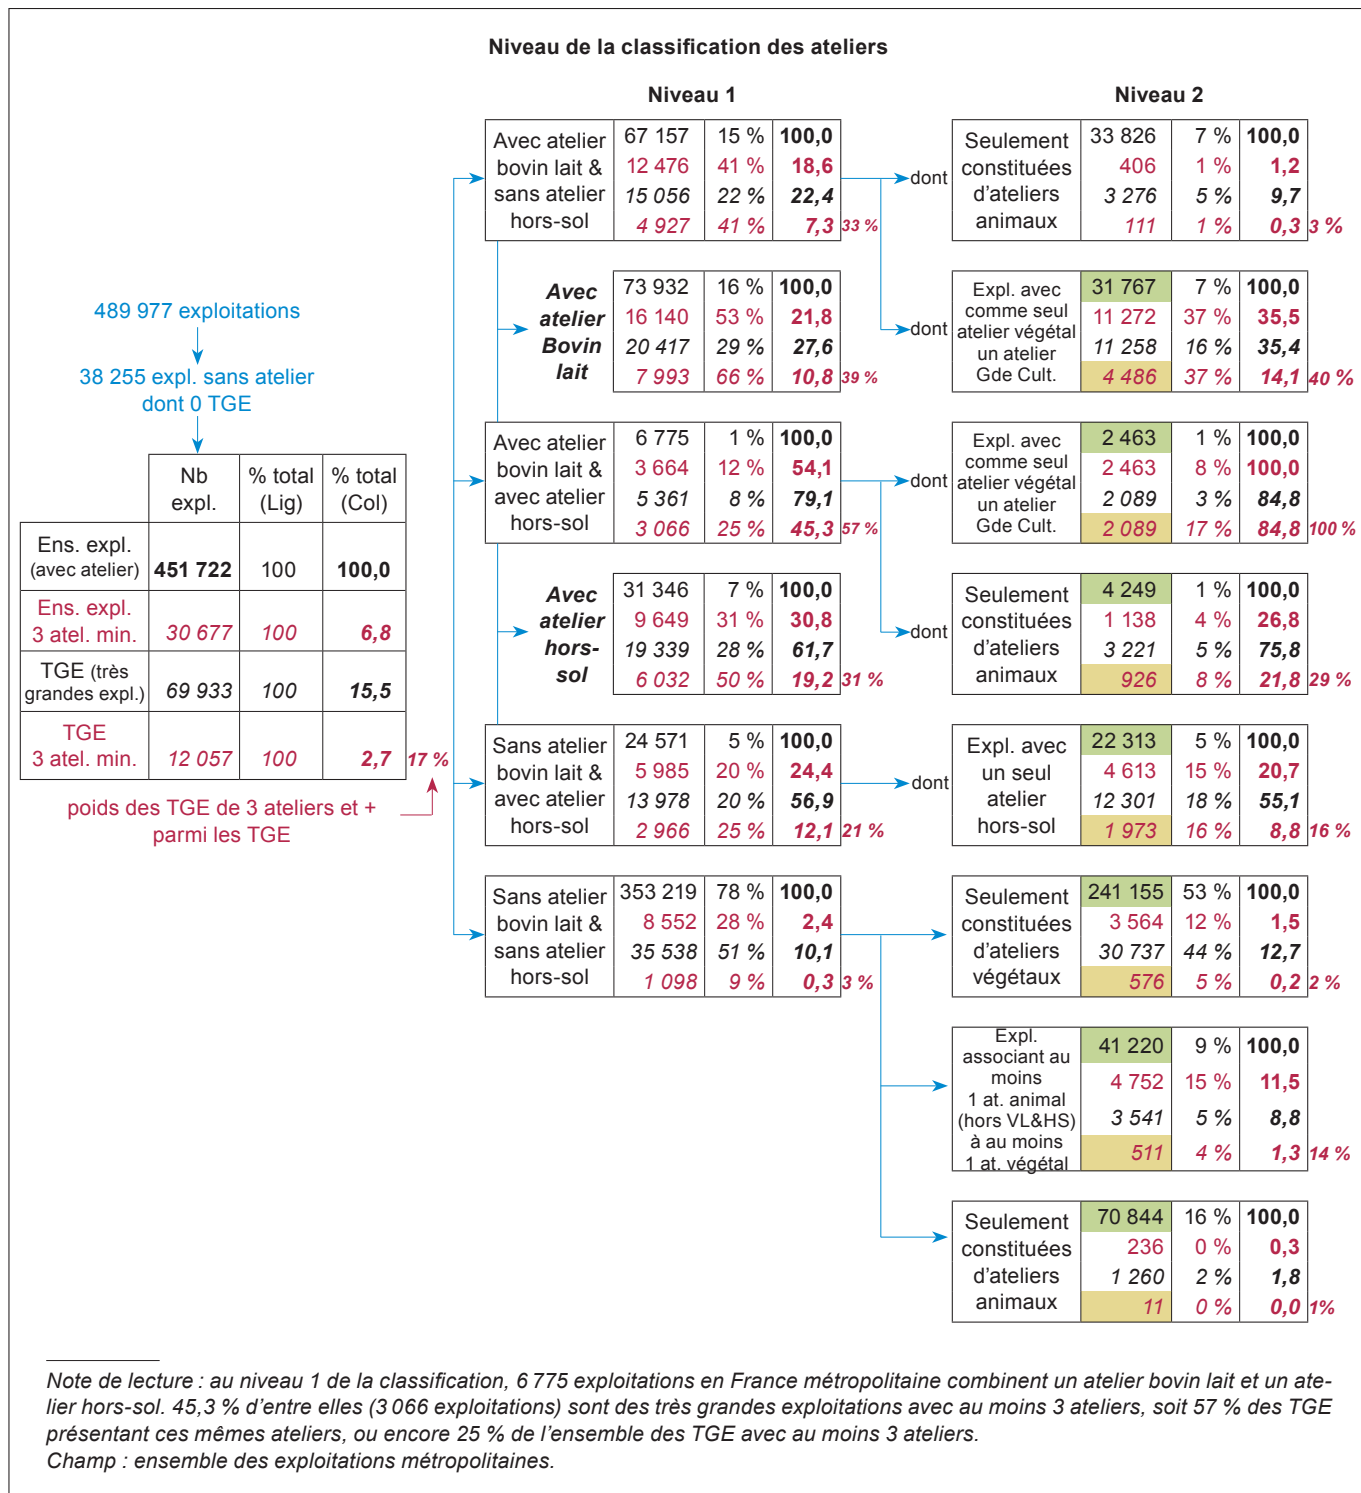 Niveau de la classification des ateliers
Niveau 1
Niveau 2
489 977 exploitations
38 255 expl. sans atelier
dont 0 TGE
Nb expl. | % total (Lig) | % total (Col)
Ens. expl. (avec atelier) | 451 722 | 100 | 100,0
Ens. expl. 3 atel. min. | 30 677 | 100 | 6,8
TGE (très grandes expl.) | 69 933 | 100 | 15,5
TGE 3 atel. min. | 12 057 | 100 | 2,7 17 %
poids des TGE de 3 ateliers et +
parmi les TGE
Avec atelier 67 157 15 % 100,0
bovin lait & 12 476 41 % 18,6
sans atelier 15 056 22 % 22,4
hors-sol 4 927 41 % 7,3 33 %
Avec 73 932 16 % 100,0
atelier 16 140 53 % 21,8
Bovin 20 417 29 % 27,6
lait 7 993 66 % 10,8 39 %
Avec atelier 6 775 1 % 100,0
bovin lait & 3 664 12 % 54,1
avec atelier 5 361 8 % 79,1
hors-sol 3 066 25 % 45,3 57 %
Avec 31 346 7 % 100,0
atelier 9 649 31 % 30,8
hors- 19 339 28 % 61,7
sol 6 032 50 % 19,2 31 %
Sans atelier 24 571 5 % 100,0
bovin lait & 5 985 20 % 24,4
avec atelier 13 978 20 % 56,9
hors-sol 2 966 25 % 12,1 21 %
Sans atelier 353 219 78 % 100,0
bovin lait & 8 552 28 % 2,4
sans atelier 35 538 51 % 10,1
hors-sol 1 098 9 % 0,3 3 %
dont
Seulement 33 826 7 % 100,0
constituées 406 1 % 1,2
d'ateliers 3 276 5 % 9,7
animaux 111 1 % 0,3 3 %
dont
Expl. avec 31 767 7 % 100,0
comme seul
atelier végétal 11 272 37 % 35,5
un atelier 11 258 16 % 35,4
Gde Cult. 4 486 37 % 14,1 40 %
dont
Expl. avec 2 463 1 % 100,0
comme seul 2 463 8 % 100,0
atelier végétal
un atelier 2 089 3 % 84,8
Gde Cult. 2 089 17 % 84,8 100 %
dont
Seulement 4 249 1 % 100,0
constituées 1 138 4 % 26,8
d'ateliers 3 221 5 % 75,8
animaux 926 8 % 21,8 29 %
dont
Expl. avec 22 313 5 % 100,0
un seul 4 613 15 % 20,7
atelier 12 301 18 % 55,1
hors-sol 1 973 16 % 8,8 16 %
Seulement 241 155 53 % 100,0
constituées 3 564 12 % 1,5
d'ateliers 30 737 44 % 12,7
végétaux 576 5 % 0,2 2 %
Expl.
associant au 41 220 9 % 100,0
moins 4 752 15 % 11,5
1 at. animal
(hors VL&HS) 3 541 5 % 8,8
à au moins 511 4 % 1,3 14 %
1 at. végétal
Seulement 70 844 16 % 100,0
constituées 236 0 % 0,3
d'ateliers 1 260 2 % 1,8
animaux 11 0 % 0,0 1%
Note de lecture : au niveau 1 de la classification, 6 775 exploitations en France métropolitaine combinent un atelier bovin lait et un ate-
lier hors-sol. 45,3 % d'entre elles (3 066 exploitations) sont des très grandes exploitations avec au moins 3 ateliers, soit 57 % des TGE
présentant ces mêmes ateliers, ou encore 25 % de l'ensemble des TGE avec au moins 3 ateliers.
Champ : ensemble des exploitations métropolitaines.